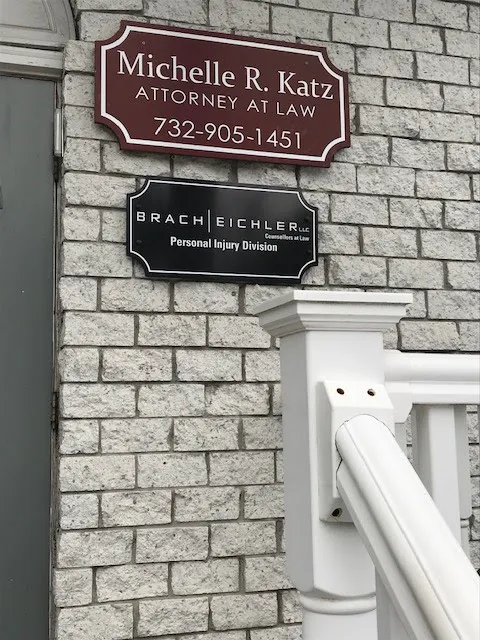 Michelle R. Katz
ATTORNEY AT LAW
732-905-1451
BRACH|EICHLER LLC
Counsellors at Law
Personal Injury Division